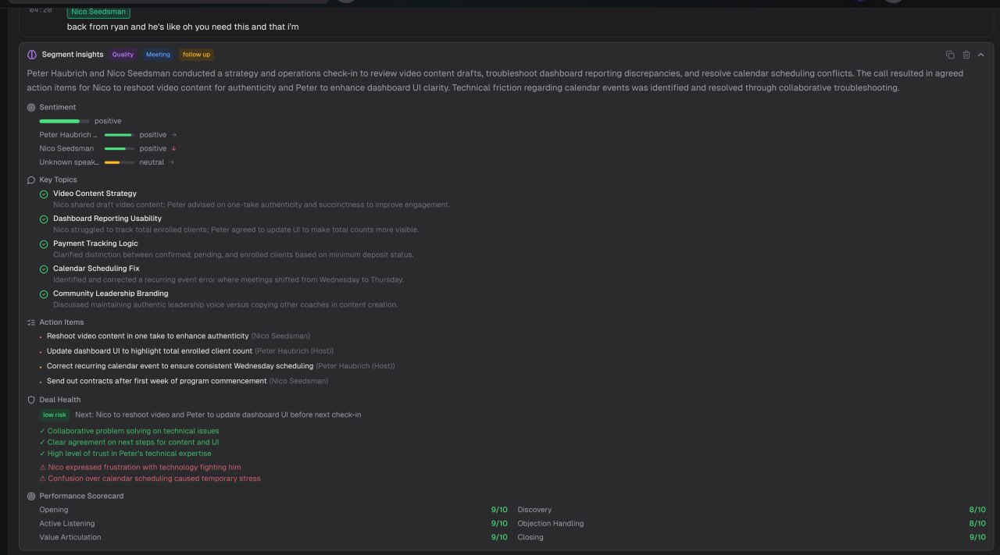 04:20 Nico Seedsman
back from ryan and he's like oh you need this and that i'm
Segment insights Quality Meeting follow up
Peter Haubrich and Nico Seedsman conducted a strategy and operations check-in to review video content drafts, troubleshoot dashboard reporting discrepancies, and resolve calendar scheduling conflicts. The call resulted in agreed
action items for Nico to reshoot video content for authenticity and Peter to enhance dashboard UI clarity. Technical friction regarding calendar events was identified and resolved through collaborative troubleshooting.
Sentiment
positive
Peter Haubrich ... positive →
Nico Seedsman positive ↓
Unknown speak... neutral →
Key Topics
Video Content Strategy
Nico shared draft video content; Peter advised on one-take authenticity and succinctness to improve engagement.
Dashboard Reporting Usability
Nico struggled to track total enrolled clients; Peter agreed to update UI to make total counts more visible.
Payment Tracking Logic
Clarified distinction between confirmed, pending, and enrolled clients based on minimum deposit status.
Calendar Scheduling Fix
Identified and corrected a recurring event error where meetings shifted from Wednesday to Thursday.
Community Leadership Branding
Discussed maintaining authentic leadership voice versus copying other coaches in content creation.
Action Items
Reshoot video content in one take to enhance authenticity (Nico Seedsman)
Update dashboard UI to highlight total enrolled client count (Peter Haubrich (Host))
Correct recurring calendar event to ensure consistent Wednesday scheduling (Peter Haubrich (Host))
Send out contracts after first week of program commencement (Nico Seedsman)
Deal Health
low risk Next: Nico to reshoot video and Peter to update dashboard UI before next check-in
✓ Collaborative problem solving on technical issues
✓ Clear agreement on next steps for content and UI
✓ High level of trust in Peter's technical expertise
⚠ Nico expressed frustration with technology fighting him
⚠ Confusion over calendar scheduling caused temporary stress
Performance Scorecard
Opening 9/10 Discovery 8/10
Active Listening 9/10 Objection Handling 8/10
Value Articulation 9/10 Closing 9/10